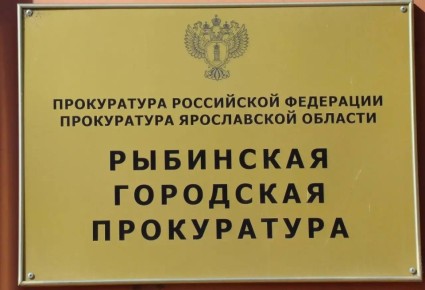 ПРОКУРАТУРА РОССИЙСКОЙ ФЕДЕРАЦИИ
ПРОКУРАТУРА ЯРОСЛАВСКОЙ ОБЛАСТИ
РЫБИНСКАЯ
ГОРОДСКАЯ
ПРОКУРАТУРА